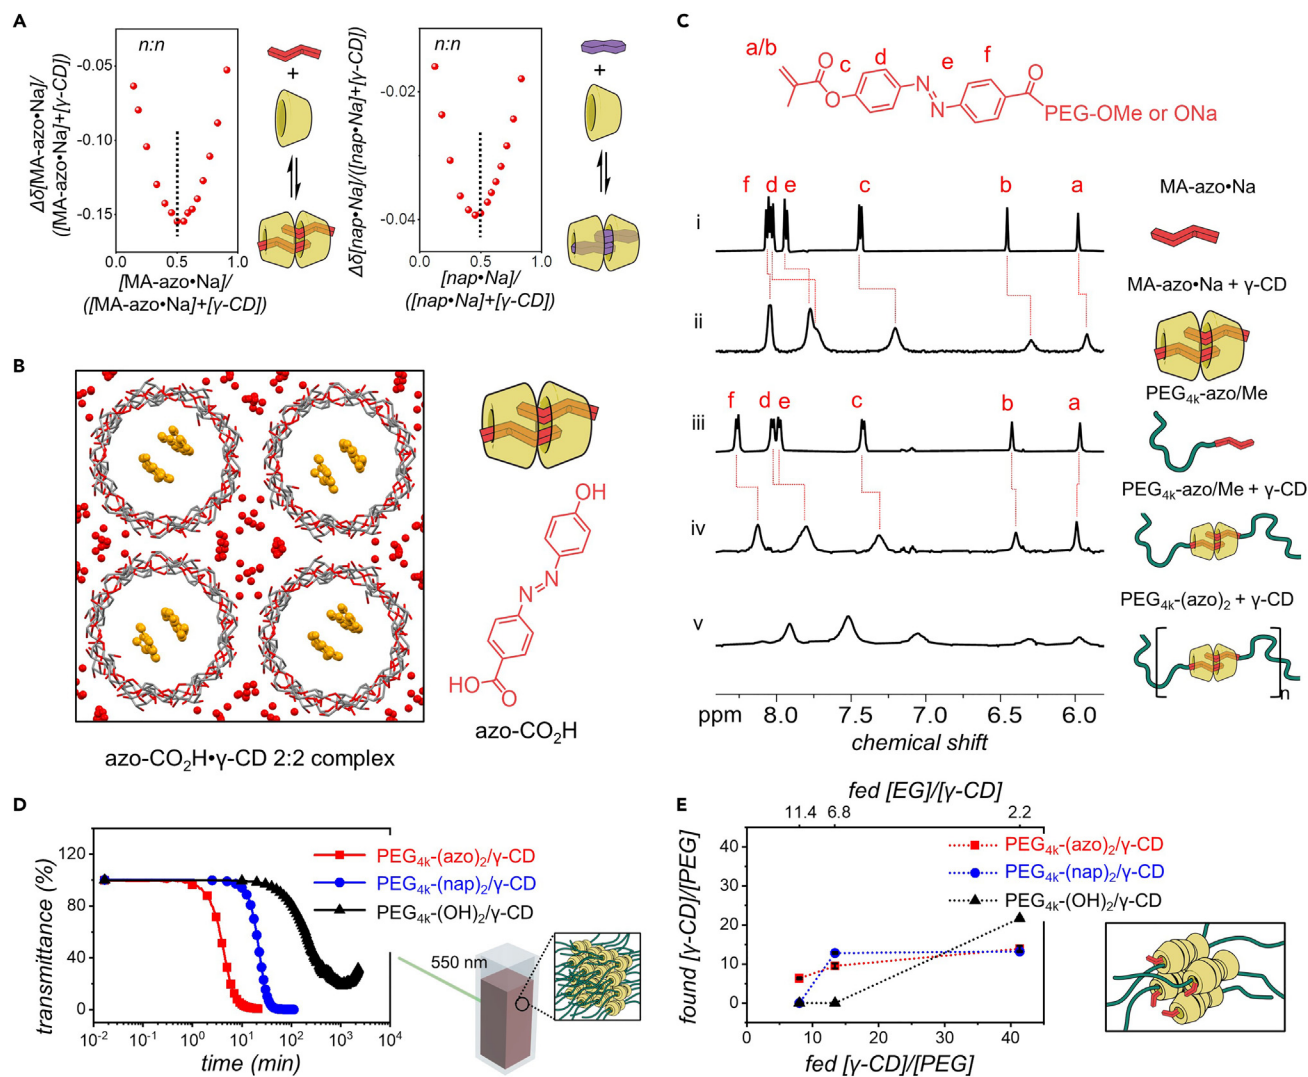 A
n:n
Δδ[MA-azo•Na]/
([MA-azo•Na]+[γ-CD])
-0.05
-0.10
-0.15
0.0
0.5
1.0
[MA-azo•Na]/
([MA-azo•Na]+[γ-CD])
+
n:n
Δδ[nap•Na]/([nap•Na]+[γ-CD])
-0.02
-0.04
0.0
0.5
1.0
[nap•Na]/
([nap•Na]+[γ-CD])
+
B
azo-CO2H•γ-CD 2:2 complex
OH
N
N
HO
O
azo-CO2H
C
a/b
c
d
e
f
O
O
N
N
O
PEG-OMe or ONa
f d e c b a
MA-azo•Na
i
MA-azo•Na + γ-CD
ii
PEG4k-azo/Me
f d e c b a
iii
PEG4k-azo/Me + γ-CD
iv
PEG4k-(azo)2 + γ-CD
v
n
ppm 8.0 7.5 7.0 6.5 6.0
chemical shift
D
transmittance (%)
120
80
40
0
10-2 10-1 100 101 102 103 104
time (min)
PEG4k-(azo)2/γ-CD
PEG4k-(nap)2/γ-CD
PEG4k-(OH)2/γ-CD
550 nm
E
fed [EG]/[γ-CD]
11.4 6.8 2.2
found [γ-CD]/[PEG]
40
30
20
10
0
0 10 20 30 40
fed [γ-CD]/[PEG]
PEG4k-(azo)2/γ-CD
PEG4k-(nap)2/γ-CD
PEG4k-(OH)2/γ-CD